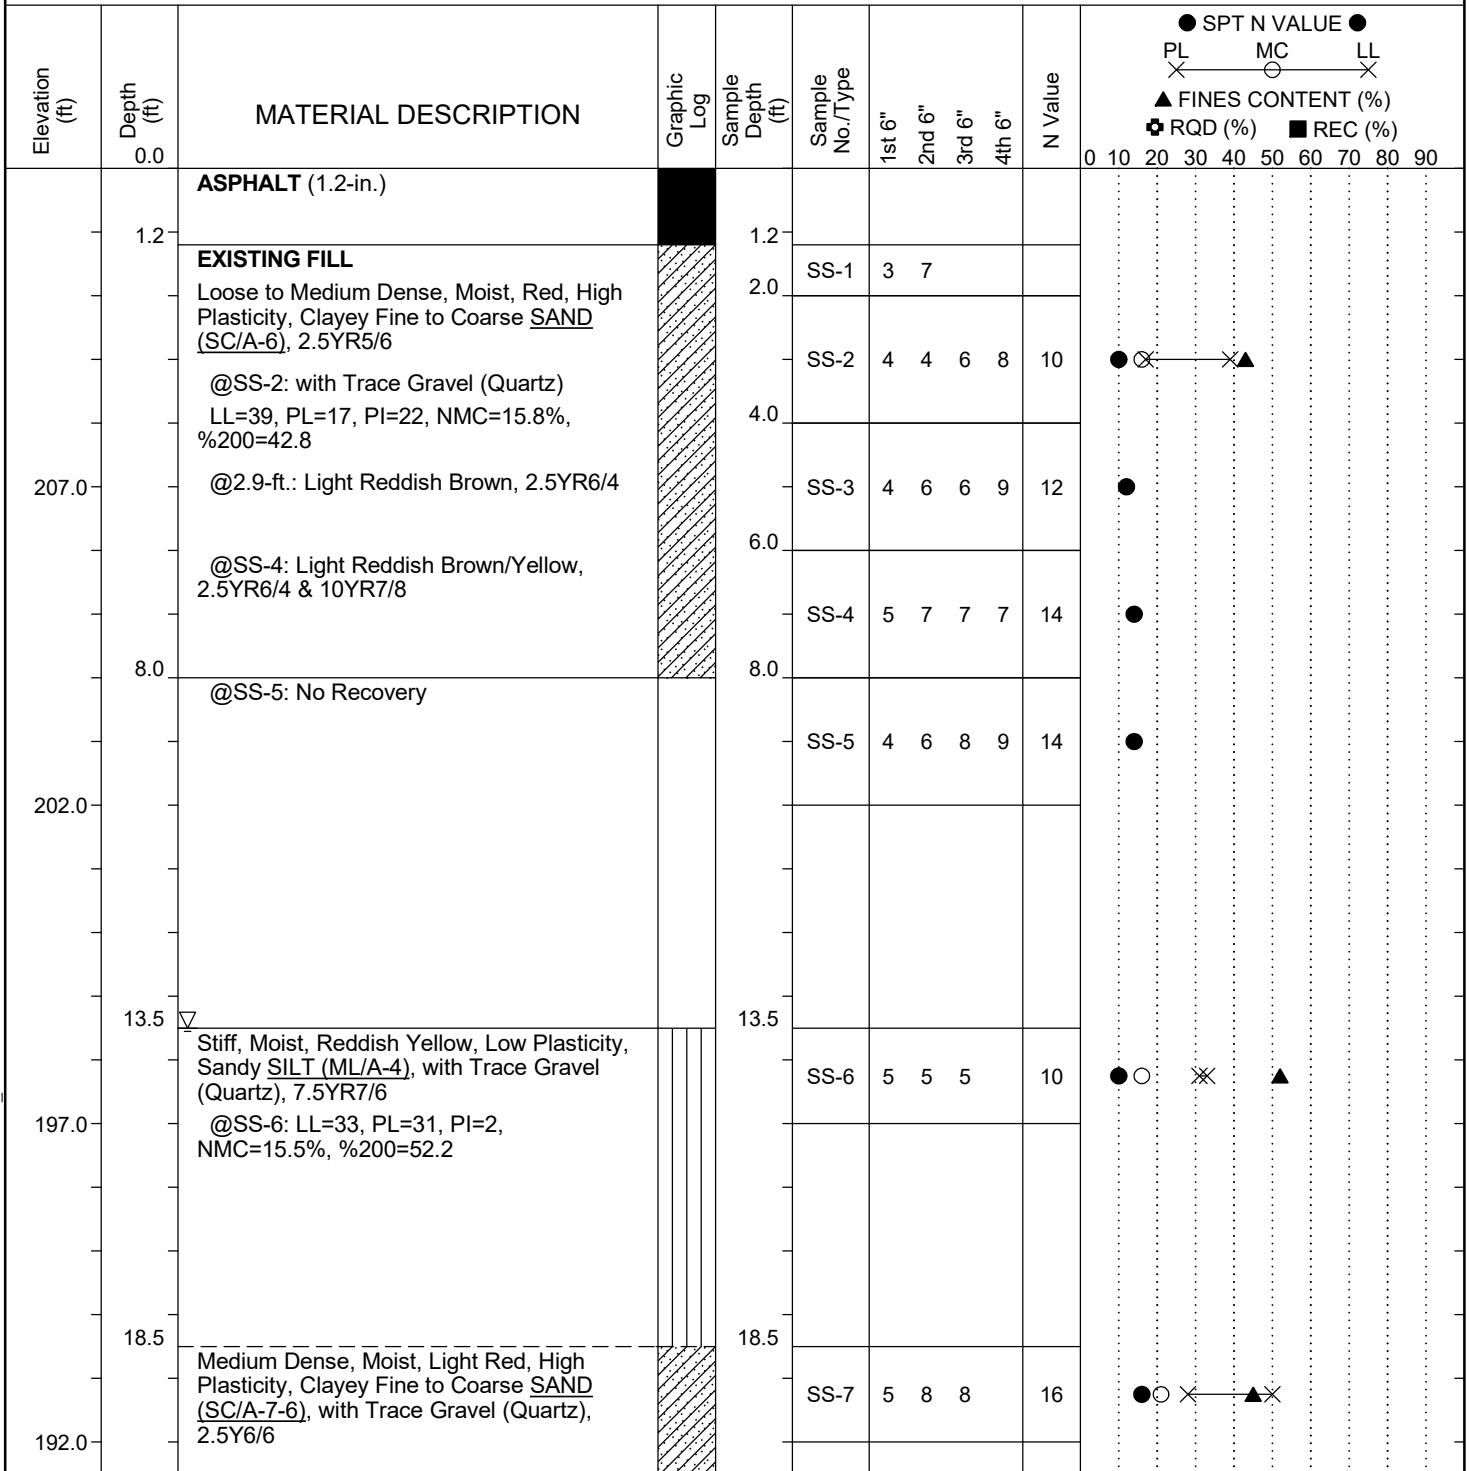 ● SPT N VALUE ●
PL MC LL
▲ FINES CONTENT (%)
RQD (%) ■ REC (%)
0 10 20 30 40 50 60 70 80 90
Elevation (ft)
Depth (ft)
0.0
MATERIAL DESCRIPTION
Graphic Log
Sample Depth (ft)
Sample No./Type
1st 6"
2nd 6"
3rd 6"
4th 6"
N Value
ASPHALT (1.2-in.)
1.2 1.2
EXISTING FILL
SS-1 3 7
2.0
Loose to Medium Dense, Moist, Red, High
Plasticity, Clayey Fine to Coarse SAND
(SC/A-6), 2.5YR5/6
SS-2 4 4 6 8 10
@SS-2: with Trace Gravel (Quartz)
LL=39, PL=17, PI=22, NMC=15.8%,
%200=42.8
4.0
207.0
@2.9-ft.: Light Reddish Brown, 2.5YR6/4
SS-3 4 6 6 9 12
6.0
@SS-4: Light Reddish Brown/Yellow,
2.5YR6/4 & 10YR7/8
SS-4 5 7 7 7 14
8.0 8.0
@SS-5: No Recovery
SS-5 4 6 8 9 14
202.0
13.5 13.5
Stiff, Moist, Reddish Yellow, Low Plasticity,
Sandy SILT (ML/A-4), with Trace Gravel
(Quartz), 7.5YR7/6
SS-6 5 5 5 10
197.0
@SS-6: LL=33, PL=31, PI=2,
NMC=15.5%, %200=52.2
18.5 18.5
Medium Dense, Moist, Light Red, High
Plasticity, Clayey Fine to Coarse SAND
(SC/A-7-6), with Trace Gravel (Quartz),
2.5Y6/6
SS-7 5 8 8 16
192.0